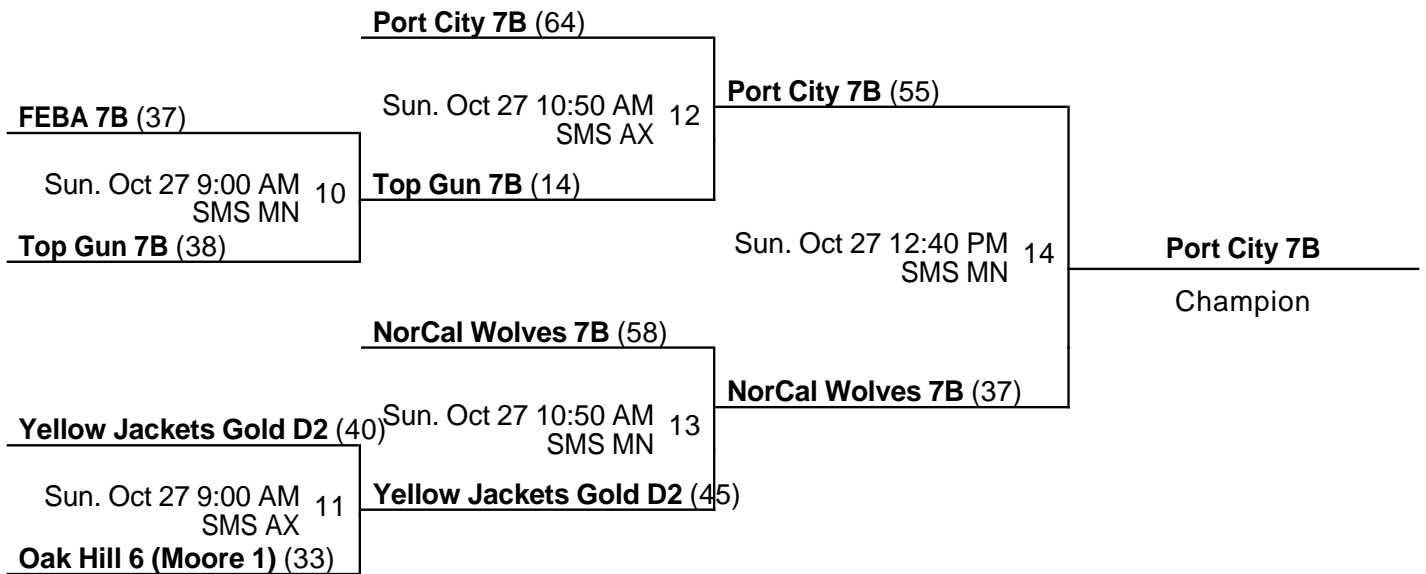 Port City 7B (64)
FEBA 7B (37)
Sun. Oct 27 10:50 AM 12
SMS AX
Port City 7B (55)
Sun. Oct 27 9:00 AM 10
SMS MN
Top Gun 7B (14)
Top Gun 7B (38)
Sun. Oct 27 12:40 PM 14
SMS MN
Port City 7B
Champion
NorCal Wolves 7B (58)
NorCal Wolves 7B (37)
Yellow Jackets Gold D2 (40)
Sun. Oct 27 10:50 AM 13
SMS MN
Sun. Oct 27 9:00 AM 11
SMS AX
Yellow Jackets Gold D2 (45)
Oak Hill 6 (Moore 1) (33)